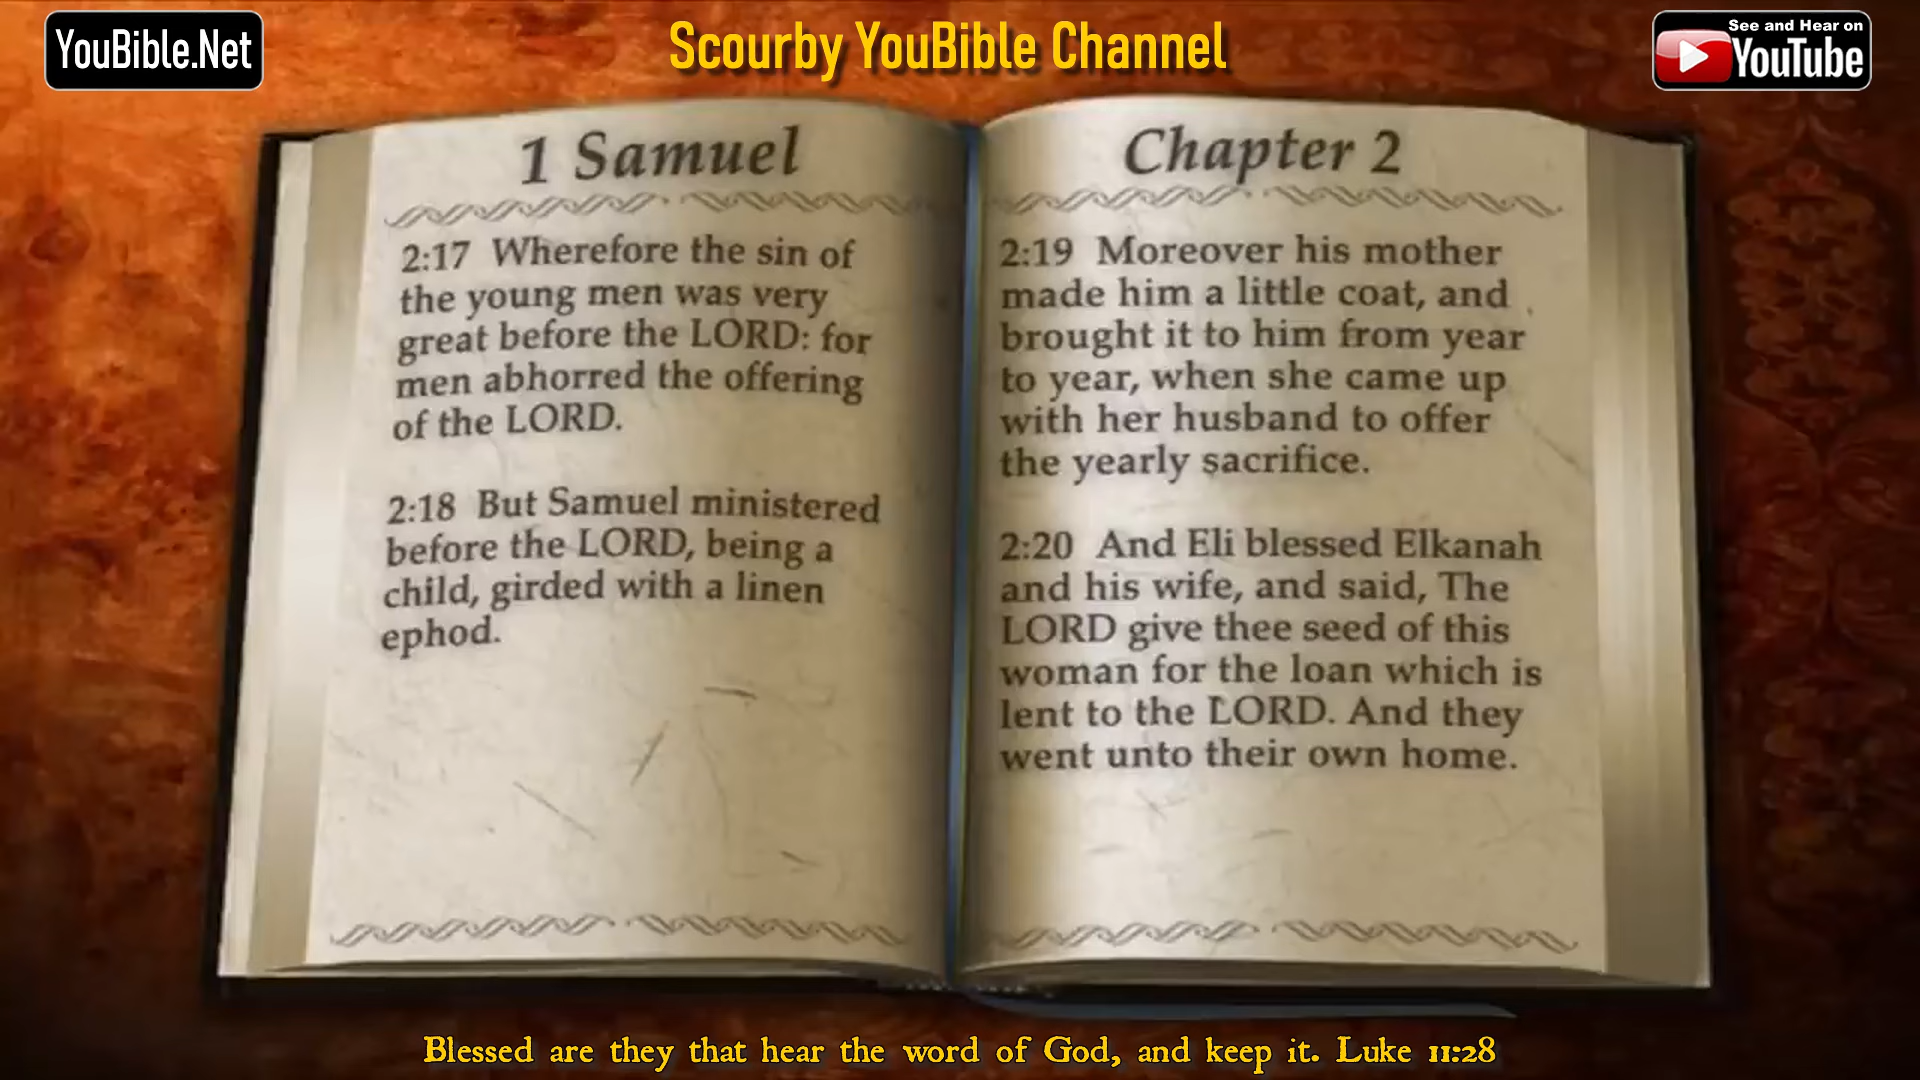 YouBible.Net
Scourby YouBible Channel
See and Hear on
YouTube
1 Samuel
2:17 Wherefore the sin of
the young men was very
great before the LORD: for
men abhorred the offering
of the LORD.
2:18 But Samuel ministered
before the LORD, being a
child, girded with a linen
ephod.
Chapter 2
2:19 Moreover his mother
made him a little coat, and
brought it to him from year
to year, when she came up
with her husband to offer
the yearly sacrifice.
2:20 And Eli blessed Elkanah
and his wife, and said, The
LORD give thee seed of this
woman for the loan which is
lent to the LORD. And they
went unto their own home.
Blessed are they that hear the word of God, and keep it. Luke 11:28